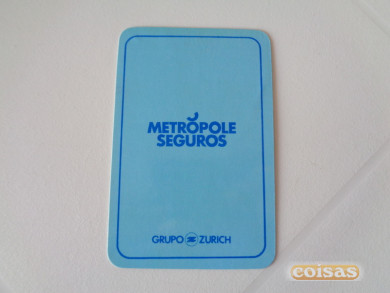 METRÓPOLE
SEGUROS
GRUPO ZURICH
coisas